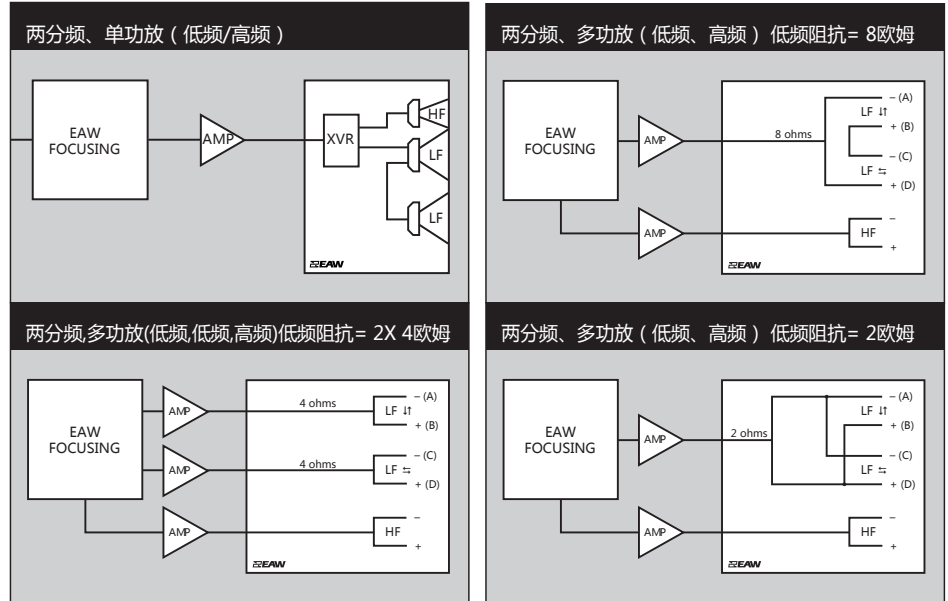 两分频、单功放（低频/高频）
EAW
FOCUSING
AMP
XVR
HF
LF
LF
EAW
两分频、多功放（低频、高频） 低频阻抗= 8欧姆
EAW
FOCUSING
AMP
8 ohms
− (A)
LF ↓↑
+ (B)
− (C)
LF ⇆
+ (D)
AMP
−
HF
+
EAW
两分频,多功放(低频,低频,高频)低频阻抗= 2X 4欧姆
EAW
FOCUSING
AMP
4 ohms
− (A)
LF ↓↑
+ (B)
AMP
4 ohms
− (C)
LF ⇆
+ (D)
AMP
−
HF
+
EAW
两分频、多功放（低频、高频） 低频阻抗= 2欧姆
EAW
FOCUSING
AMP
2 ohms
− (A)
LF ↓↑
+ (B)
− (C)
LF ⇆
+ (D)
AMP
−
HF
+
EAW